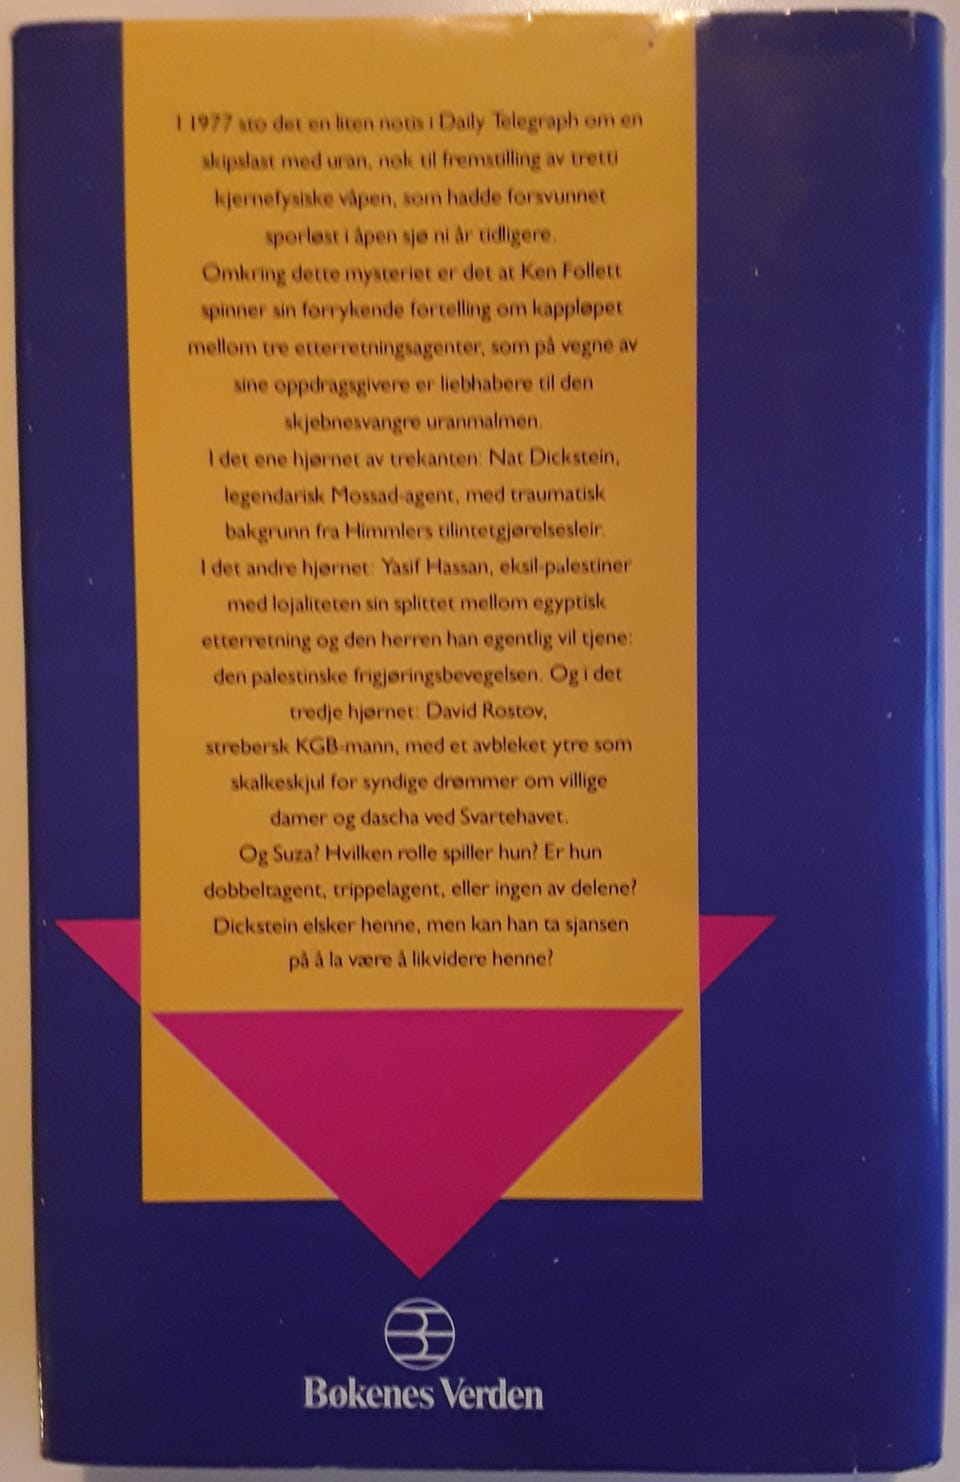 I 1977 sto det en liten notis i Daily Telegraph om en
skipslast med uran, nok til fremstilling av tretti
kjernefysiske våpen, som hadde forsvunnet
sporløst i åpen sjø ni år tidligere.
Omkring dette mysteriet er det at Ken Follett
spinner sin forrykende fortelling om kappløpet
mellom tre etterretningsagenter, som på vegne av
sine oppdragsgivere er liebhabere til den
skjebnesvangre uranmalmen.
I det ene hjørnet av trekanten: Nat Dickstein,
legendarisk Mossad-agent, med traumatisk
bakgrunn fra Himmlers tilintetgjørelsesleir.
I det andre hjørnet: Yasif Hassan, eksil-palestiner
med lojaliteten sin splittet mellom egyptisk
etterretning og den herren han egentlig vil tjene:
den palestinske frigjøringsbevegelsen. Og i det
tredje hjørnet: David Rostov,
strebersk KGB-mann, med et avbleket ytre som
skalkeskjul for syndige drømmer om villige
damer og dascha ved Svartehavet.
Og Suza? Hvilken rolle spiller hun? Er hun
dobbeltagent, trippelagent, eller ingen av delene?
Dickstein elsker henne, men kan han ta sjansen
på å la være å likvidere henne?
Bøkenes Verden